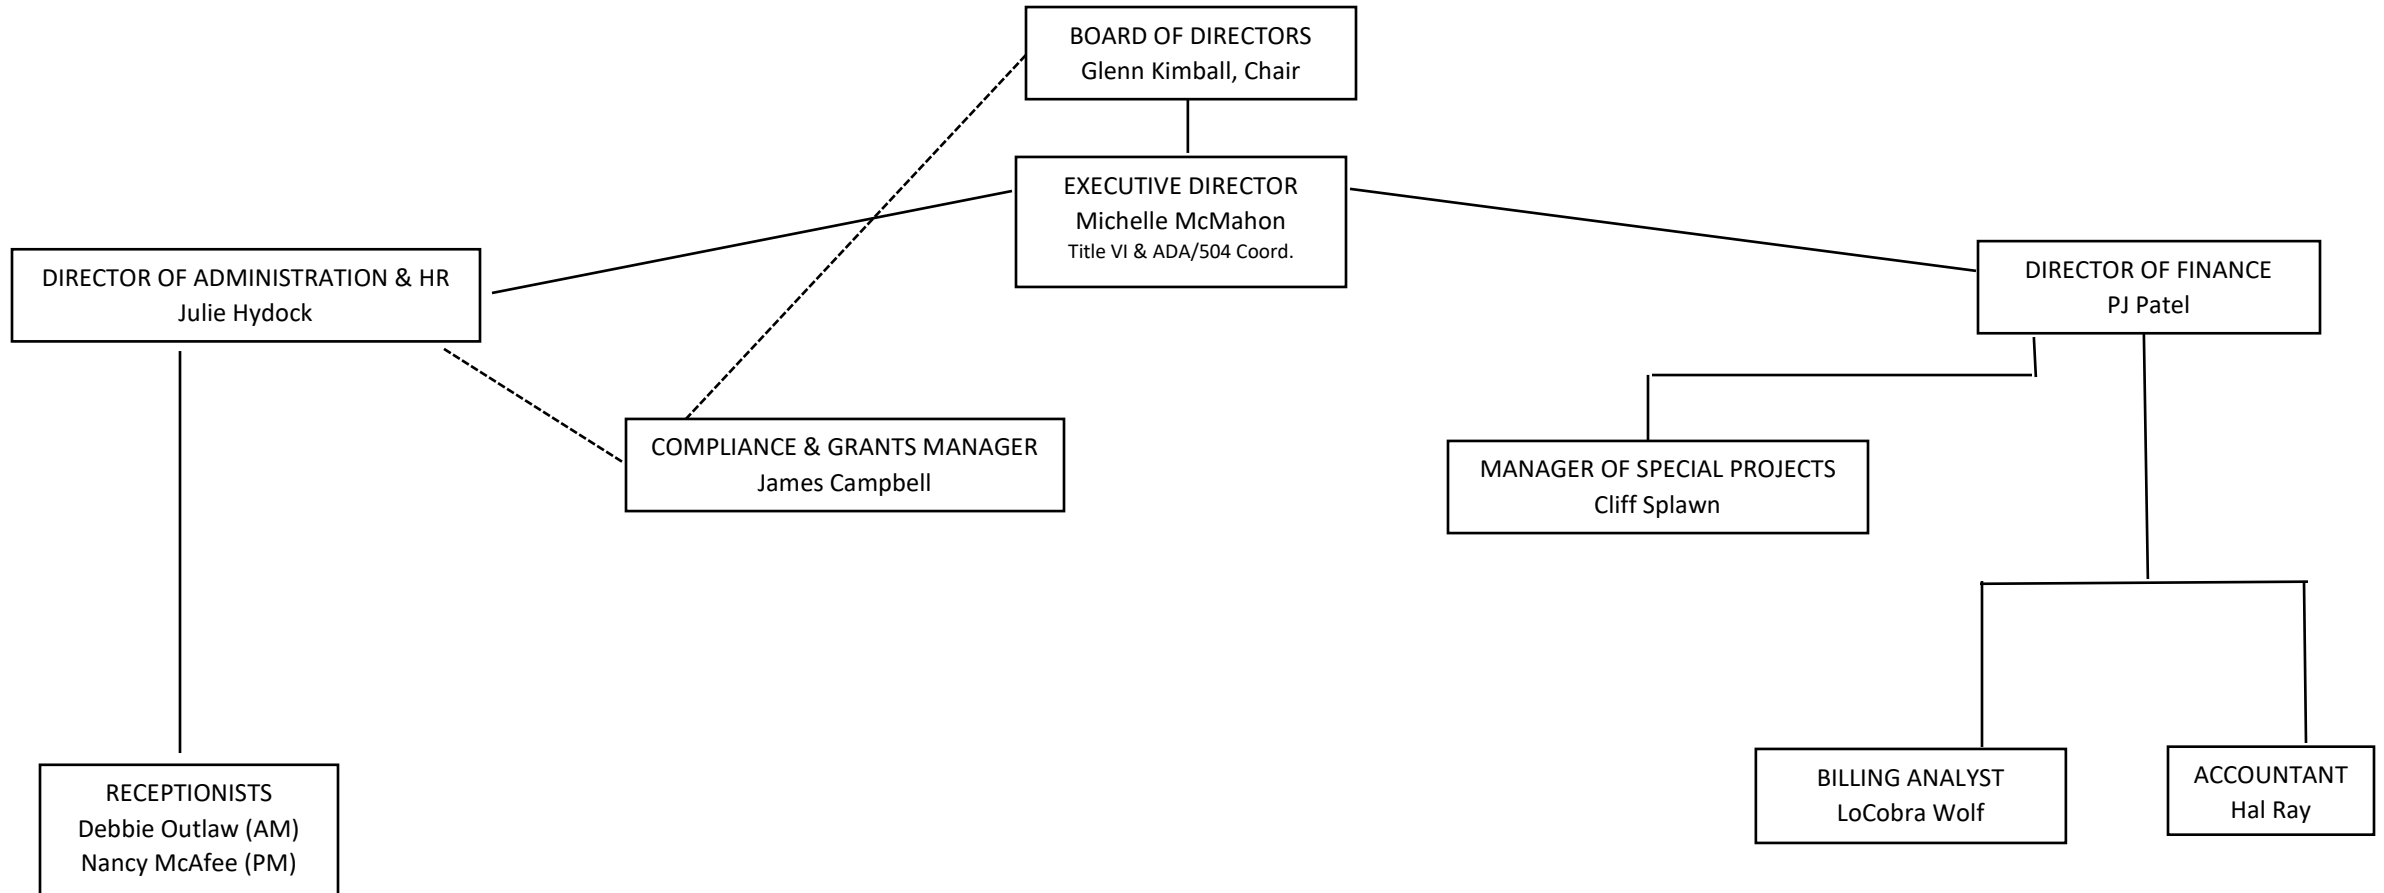 BOARD OF DIRECTORS
Glenn Kimball, Chair
EXECUTIVE DIRECTOR
Michelle McMahon
Title VI & ADA/504 Coord.
DIRECTOR OF ADMINISTRATION & HR
Julie Hydock
DIRECTOR OF FINANCE
PJ Patel
COMPLIANCE & GRANTS MANAGER
James Campbell
MANAGER OF SPECIAL PROJECTS
Cliff Splawn
RECEPTIONISTS
Debbie Outlaw (AM)
Nancy McAfee (PM)
BILLING ANALYST
LoCobra Wolf
ACCOUNTANT
Hal Ray